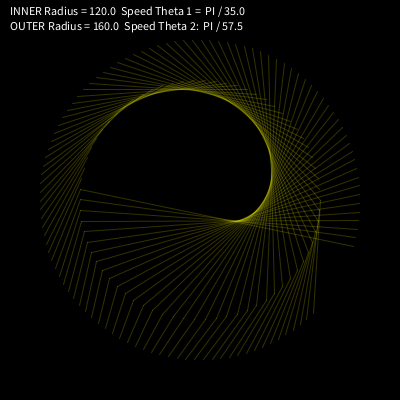 INNER Radius = 120.0  Speed Theta 1 =  PI / 35.0
OUTER Radius = 160.0  Speed Theta 2:  PI / 57.5